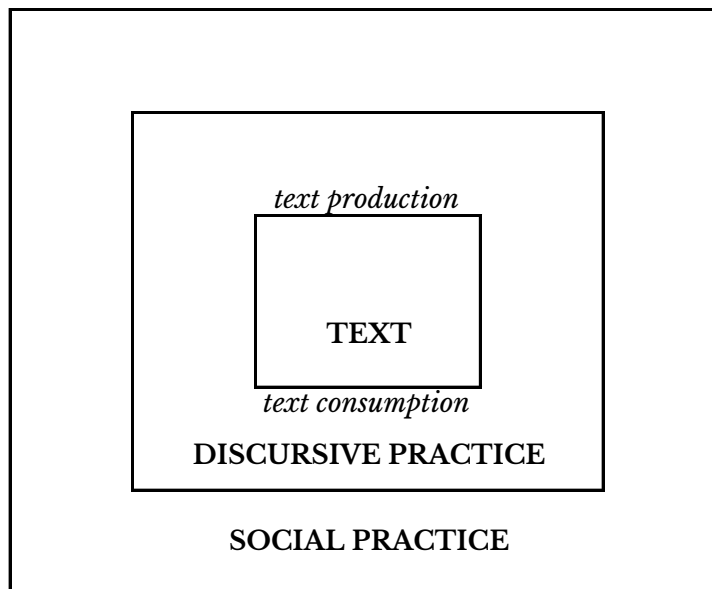 text production
TEXT
text consumption
DISCURSIVE PRACTICE
SOCIAL PRACTICE